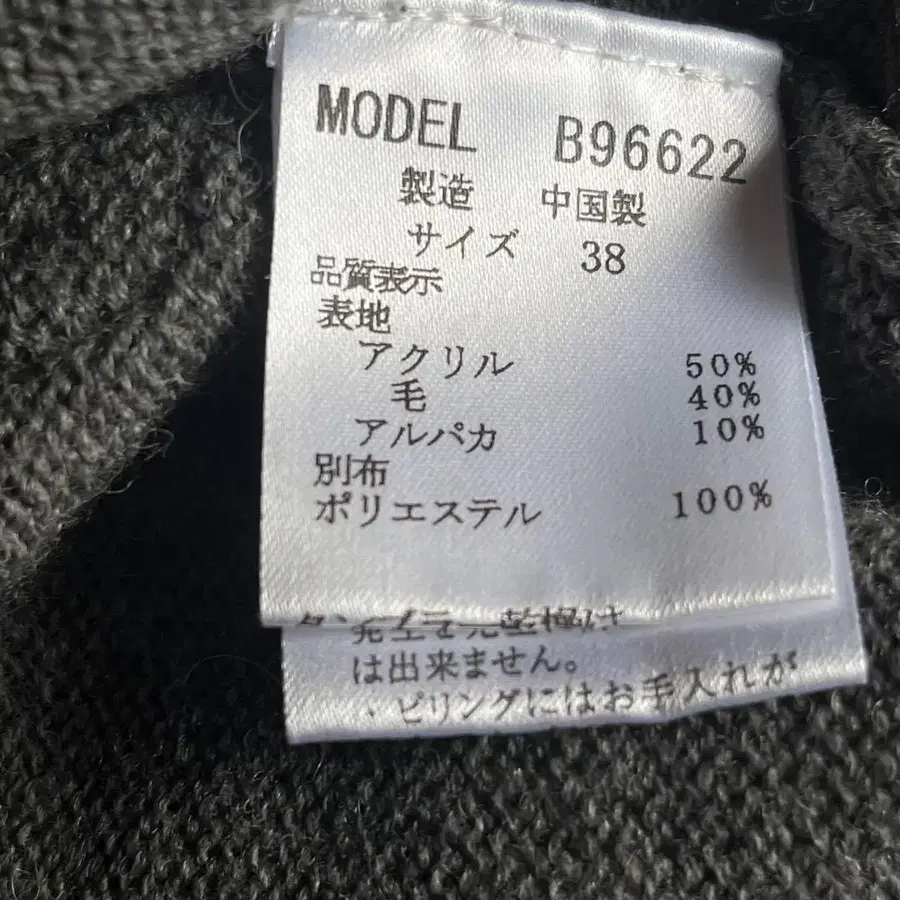 MODEL B96622
製造 中国製
サイズ 38
品質表示
表地
アクリル 50%
毛 40%
アルパカ 10%
別布
ポリエステル 100%
は出来ません。
・ピリングにはお手入れが